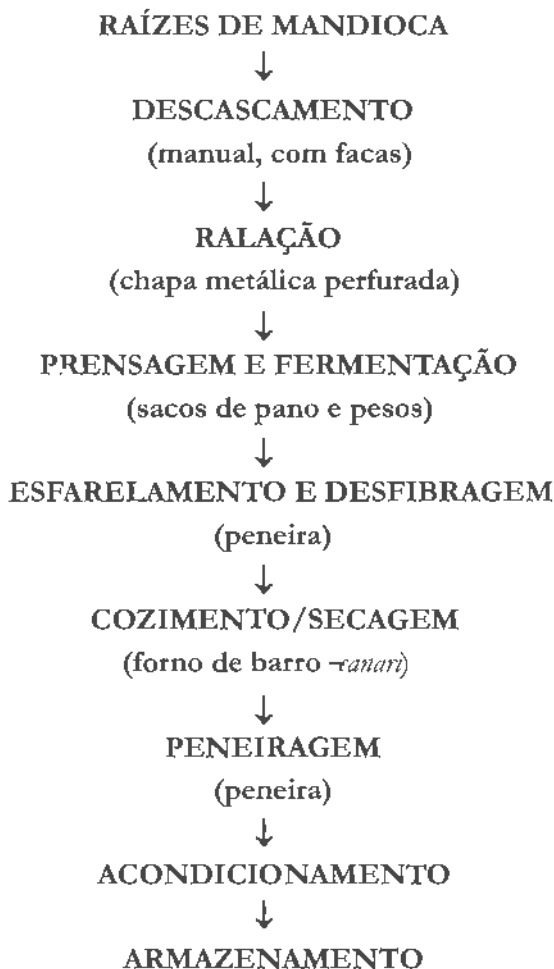 RAÍZES DE MANDIOCA
↓
DESCASCAMENTO
(manual, com facas)
↓
RALAÇÃO
(chapa metálica perfurada)
↓
PRENSAGEM E FERMENTAÇÃO
(sacos de pano e pesos)
↓
ESFARELAMENTO E DESFIBRAGEM
(peneira)
↓
COZIMENTO/SECAGEM
(forno de barro -canari)
↓
PENEIRAGEM
(peneira)
↓
ACONDICIONAMENTO
↓
ARMAZENAMENTO